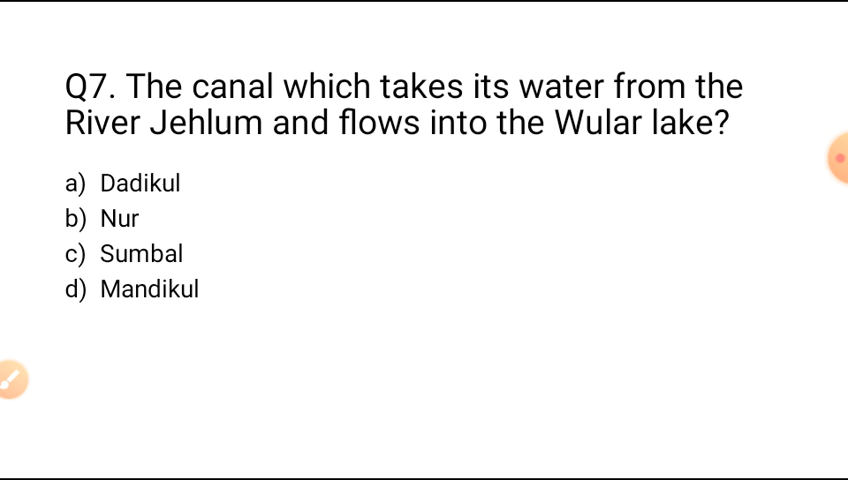 Q7. The canal which takes its water from the
River Jehlum and flows into the Wular lake?
a) Dadikul
b) Nur
c) Sumbal
d) Mandikul